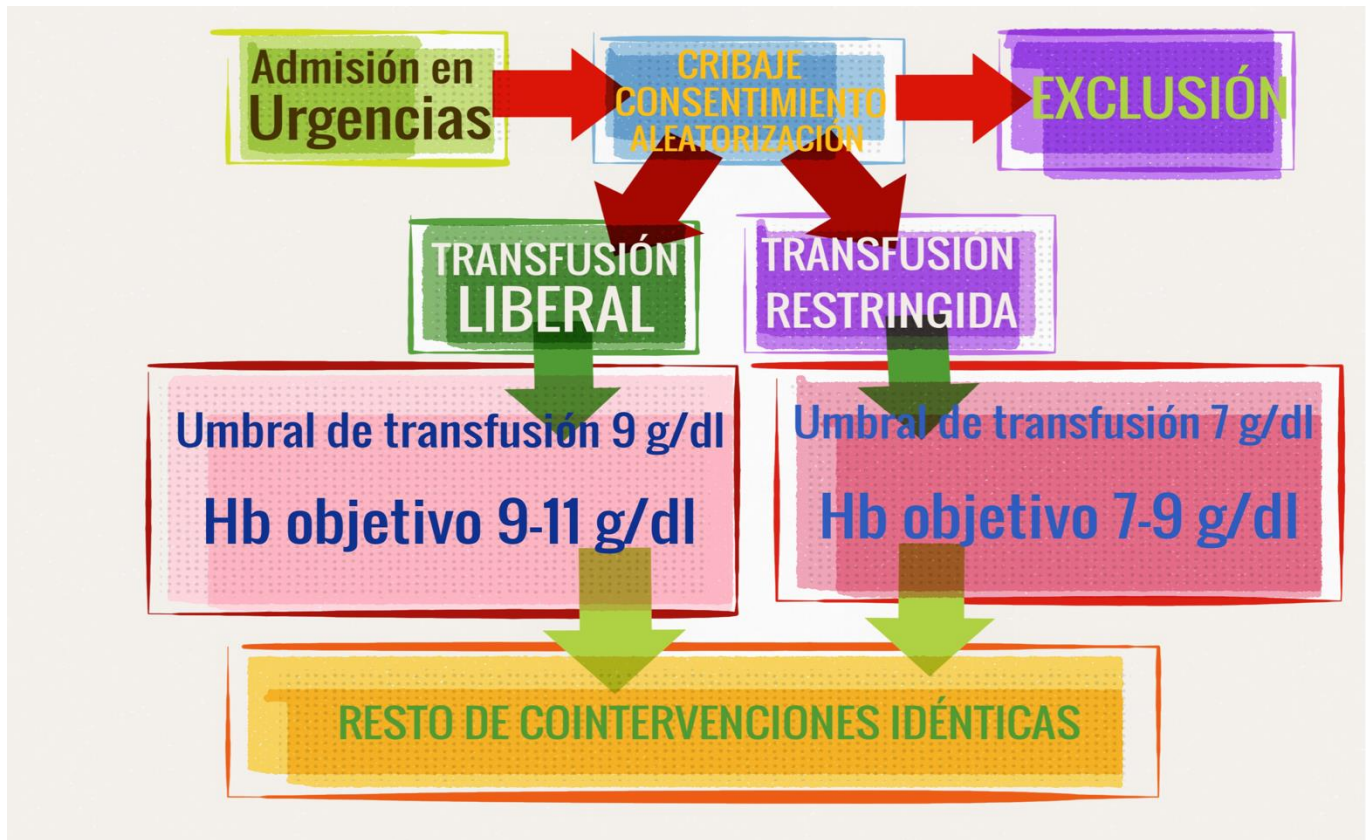 Admisión en
Urgencias
CRIBAJE
CONSENTIMIENTO
ALEATORIZACIÓN
EXCLUSIÓN
TRANSFUSIÓN
LIBERAL
TRANSFUSIÓN
RESTRINGIDA
Umbral de transfusión 9 g/dl
Hb objetivo 9-11 g/dl
Umbral de transfusión 7 g/dl
Hb objetivo 7-9 g/dl
RESTO DE COINTERVENCIONES IDÉNTICAS